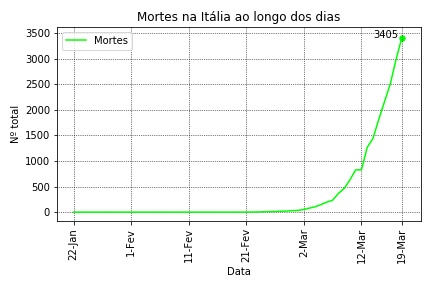 Mortes na Itália ao longo dos dias
Mortes
3405
Nº total
3500
3000
2500
2000
1500
1000
500
0
22-Jan
1-Fev
11-Fev
21-Fev
2-Mar
12-Mar
19-Mar
Data